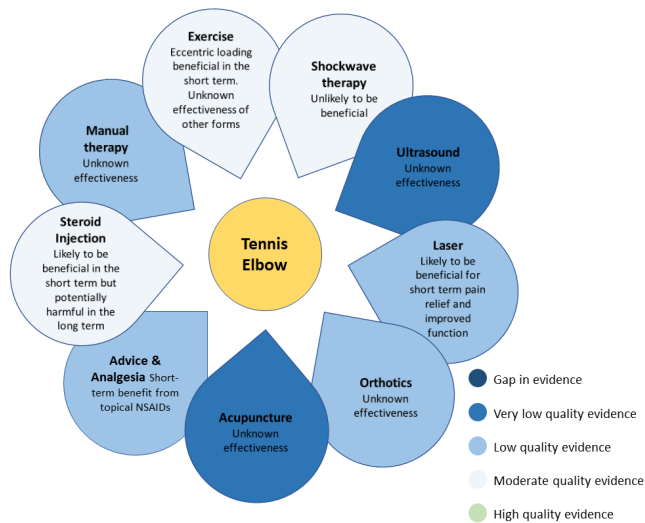 Exercise
Eccentric loading
beneficial in the
short term.
Unknown
effectiveness of
other forms
Shockwave
therapy
Unlikely to be
beneficial
Ultrasound
Unknown
effectiveness
Laser
Likely to be
beneficial for
short term pain
relief and
improved
function
Orthotics
Unknown
effectiveness
Acupuncture
Unknown
effectiveness
Advice &
Analgesia Short-
term benefit from
topical NSAIDs
Steroid
Injection
Likely to be
beneficial in the
short term but
potentially
harmful in the
long term
Manual
therapy
Unknown
effectiveness
Tennis
Elbow
Gap in evidence
Very low quality evidence
Low quality evidence
Moderate quality evidence
High quality evidence